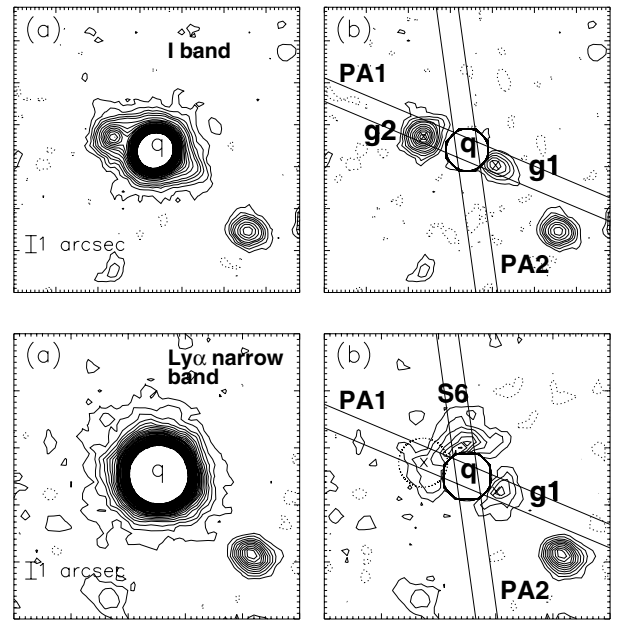 (a)
I band
q
1 arcsec
(b)
PA1
g2
q
g1
PA2
(a)
Lyα narrow
band
q
1 arcsec
(b)
S6
PA1
q
g1
PA2